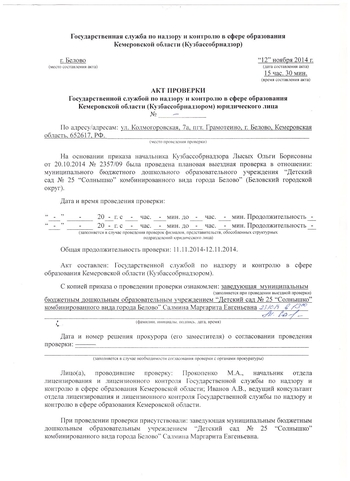 Государственная служба по надзору и контролю в сфере образования
Кемеровской области (Кузбассобрнадзор)
г. Белово
“12” ноября 2014 г.
(место составления акта)
(дата составления акта)
15 час. 30 мин.
(время составления акта)
АКТ ПРОВЕРКИ
Государственной службой по надзору и контролю в сфере образования
Кемеровской области (Кузбассобрнадзором) юридического лица
№ —
По адресу/адресам: ул. Колмогоровская, 7а, пгт. Грамотеино, г. Белово, Кемеровская
область, 652617, РФ.
(место проведения проверки)
На основании приказа начальника Кузбассобрнадзора Лысых Ольги Борисовны
от 20.10.2014 № 2357/09 была проведена плановая выездная проверка в отношении:
муниципального бюджетного дошкольного образовательного учреждения “Детский
сад № 25 “Солнышко” комбинированного вида города Белово” (Беловский городской
округ).
Дата и время проведения проверки:
“ - ” - 20 - г. с - час. - мин. до - час. - мин. Продолжительность -
“ - ” - 20 - г. с - час. - мин. до - час. - мин. Продолжительность -
(заполняется в случае проведения проверок филиалов, представительств, обособленных структурных
подразделений юридического лица)
Общая продолжительность проверки: 11.11.2014-12.11.2014.
Акт составлен: Государственной службой по надзору и контролю в сфере
образования Кемеровской области (Кузбассобрнадзором).
С копией приказа о проведении проверки ознакомлен: заведующая муниципальным
(заполняется при проведении выездной проверки)
бюджетным дошкольным образовательным учреждением “Детский сад № 25 “Солнышко”
комбинированного вида города Белово” Салмина Маргарита Евгеньевна
(фамилии, инициалы, подпись, дата, время)
Дата и номер решения прокурора (его заместителя) о согласовании проведения
проверки: ———
(заполняется в случае необходимости согласования проверки с органами прокуратуры)
Лицо(а), проводившие проверку: Прокопенко М.А., начальник отдела
лицензирования и лицензионного контроля Государственной службы по надзору и
контролю в сфере образования Кемеровской области; Иванов А.В., ведущий консультант
отдела лицензирования и лицензионного контроля Государственной службы по надзору и
контролю в сфере образования Кемеровской области.
При проведении проверки присутствовали: заведующая муниципальным бюджетным
дошкольным образовательным учреждением “Детский сад № 25 “Солнышко”
комбинированного вида города Белово” Салмина Маргарита Евгеньевна.